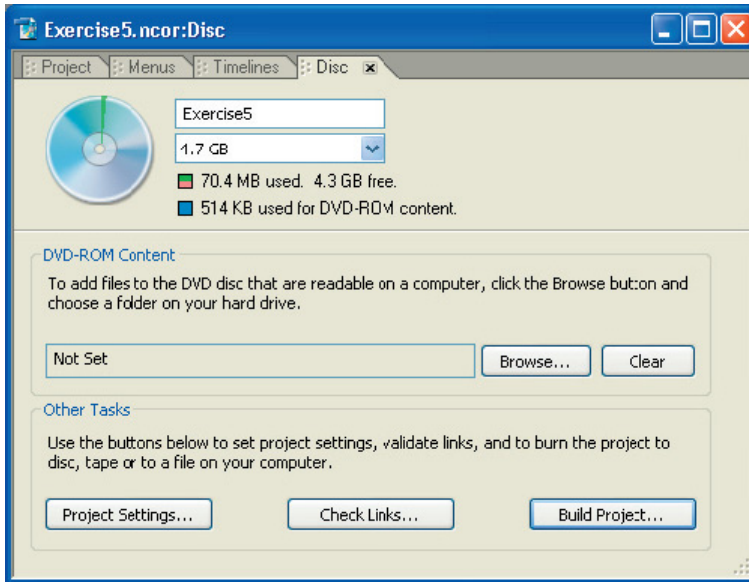 Exercise5.ncor:Disc
Project Menus Timelines Disc
Exercise5
4.7 GB
70.4 MB used. 4.3 GB free.
514 KB used for DVD-ROM content.
DVD-ROM Content
To add files to the DVD disc that are readable on a computer, click the Browse button and
choose a folder on your hard drive.
Not Set Browse... Clear
Other Tasks
Use the buttons below to set project settings, validate links, and to burn the project to
disc, tape or to a file on your computer.
Project Settings... Check Links... Build Project...